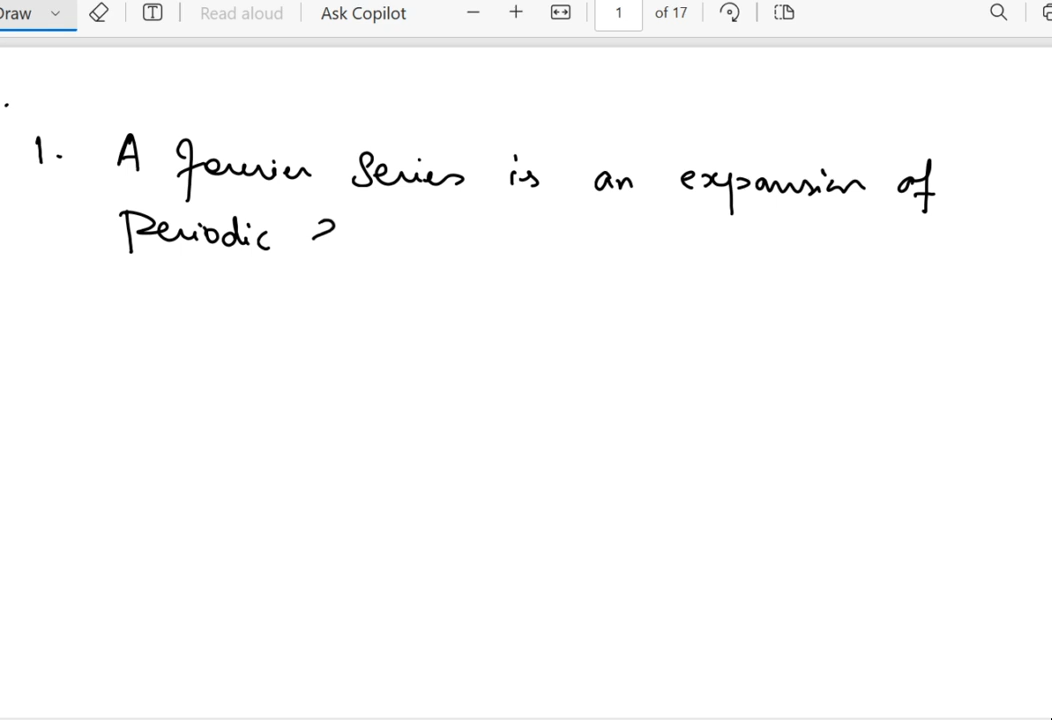 Draw Read aloud Ask Copilot 1 of 17
1. A fourier Series is an expansion of
Periodic